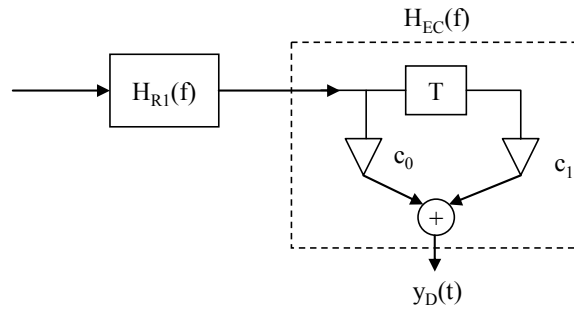 H_EC(f)
H_R1(f)
T
c_0
c_1
+
y_D(t)